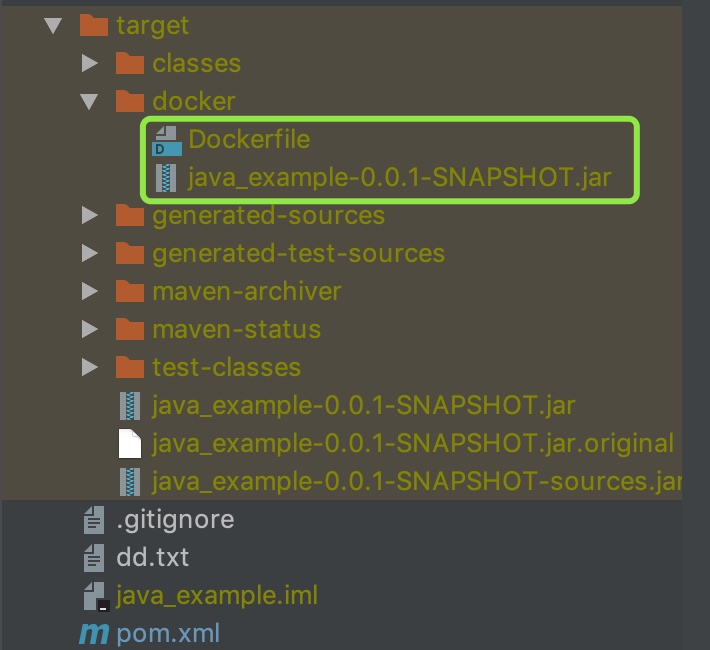 target
classes
docker
Dockerfile
java_example-0.0.1-SNAPSHOT.jar
generated-sources
generated-test-sources
maven-archiver
maven-status
test-classes
java_example-0.0.1-SNAPSHOT.jar
java_example-0.0.1-SNAPSHOT.jar.original
java_example-0.0.1-SNAPSHOT-sources.jar
.gitignore
dd.txt
java_example.iml
pom.xml